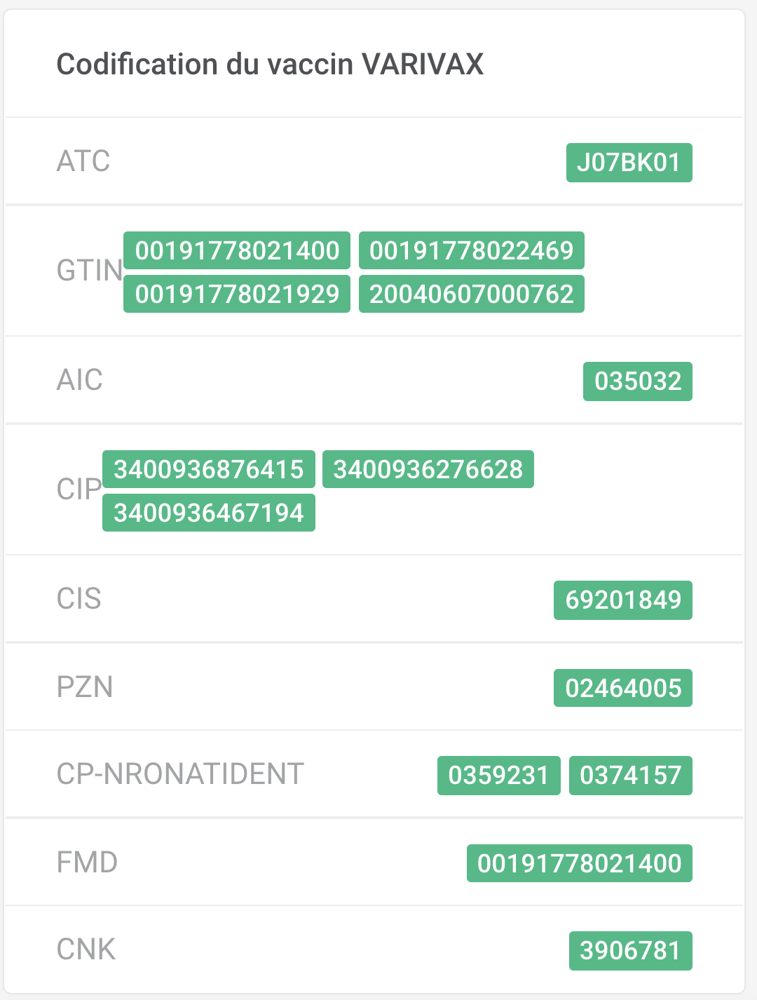 Codification du vaccin VARIVAX
ATC J07BK01
GTIN 00191778021400 00191778022469
00191778021929 20040607000762
AIC 035032
CIP 3400936876415 3400936276628
3400936467194
CIS 69201849
PZN 02464005
CP-NRONATIDENT 0359231 0374157
FMD 00191778021400
CNK 3906781